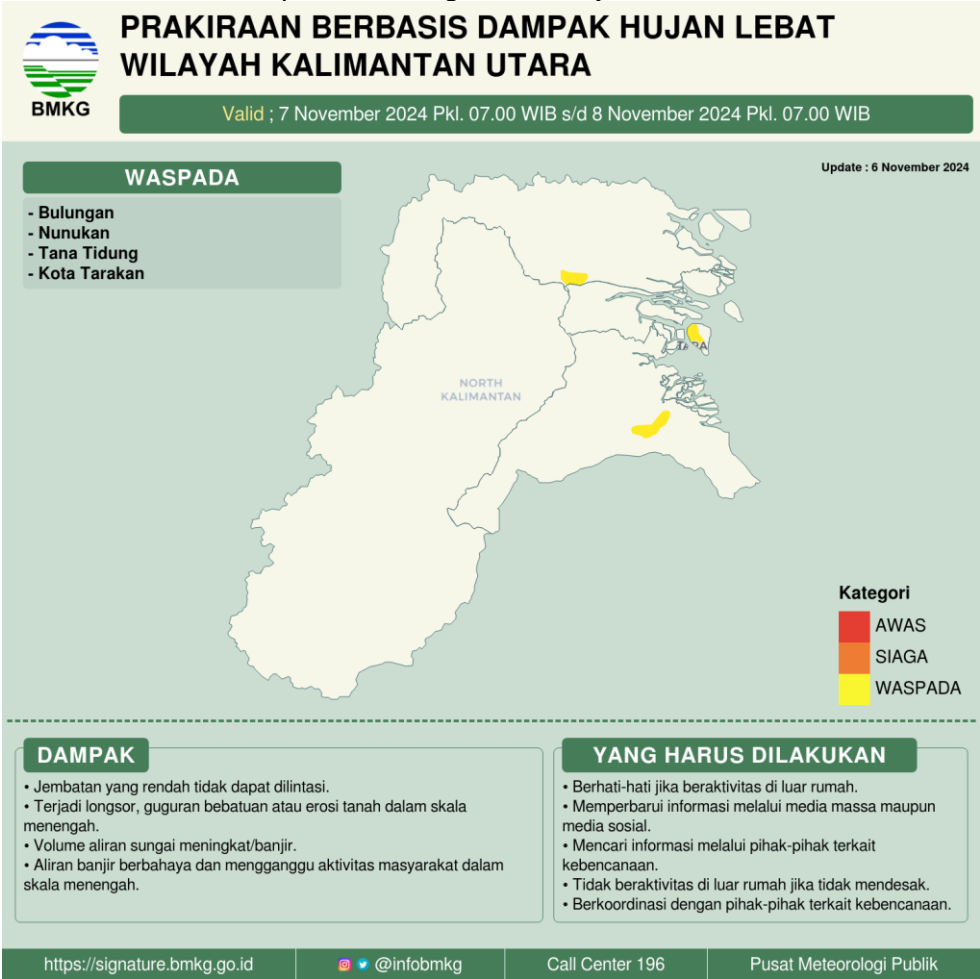 PRAKIRAAN BERBASIS DAMPAK HUJAN LEBAT
WILAYAH KALIMANTAN UTARA
BMKG
Valid ; 7 November 2024 Pkl. 07.00 WIB s/d 8 November 2024 Pkl. 07.00 WIB
WASPADA
Update : 6 November 2024
- Bulungan
- Nunukan
- Tana Tidung
- Kota Tarakan
NORTH
KALIMANTAN
Kategori
AWAS
SIAGA
WASPADA
DAMPAK
• Jembatan yang rendah tidak dapat dilintasi.
• Terjadi longsor, guguran bebatuan atau erosi tanah dalam skala
menengah.
• Volume aliran sungai meningkat/banjir.
• Aliran banjir berbahaya dan mengganggu aktivitas masyarakat dalam
skala menengah.
YANG HARUS DILAKUKAN
• Berhati-hati jika beraktivitas di luar rumah.
• Memperbarui informasi melalui media massa maupun
media sosial.
• Mencari informasi melalui pihak-pihak terkait
kebencanaan.
• Tidak beraktivitas di luar rumah jika tidak mendesak.
• Berkoordinasi dengan pihak-pihak terkait kebencanaan.
https://signature.bmkg.go.id
@infobmkg
Call Center 196
Pusat Meteorologi Publik